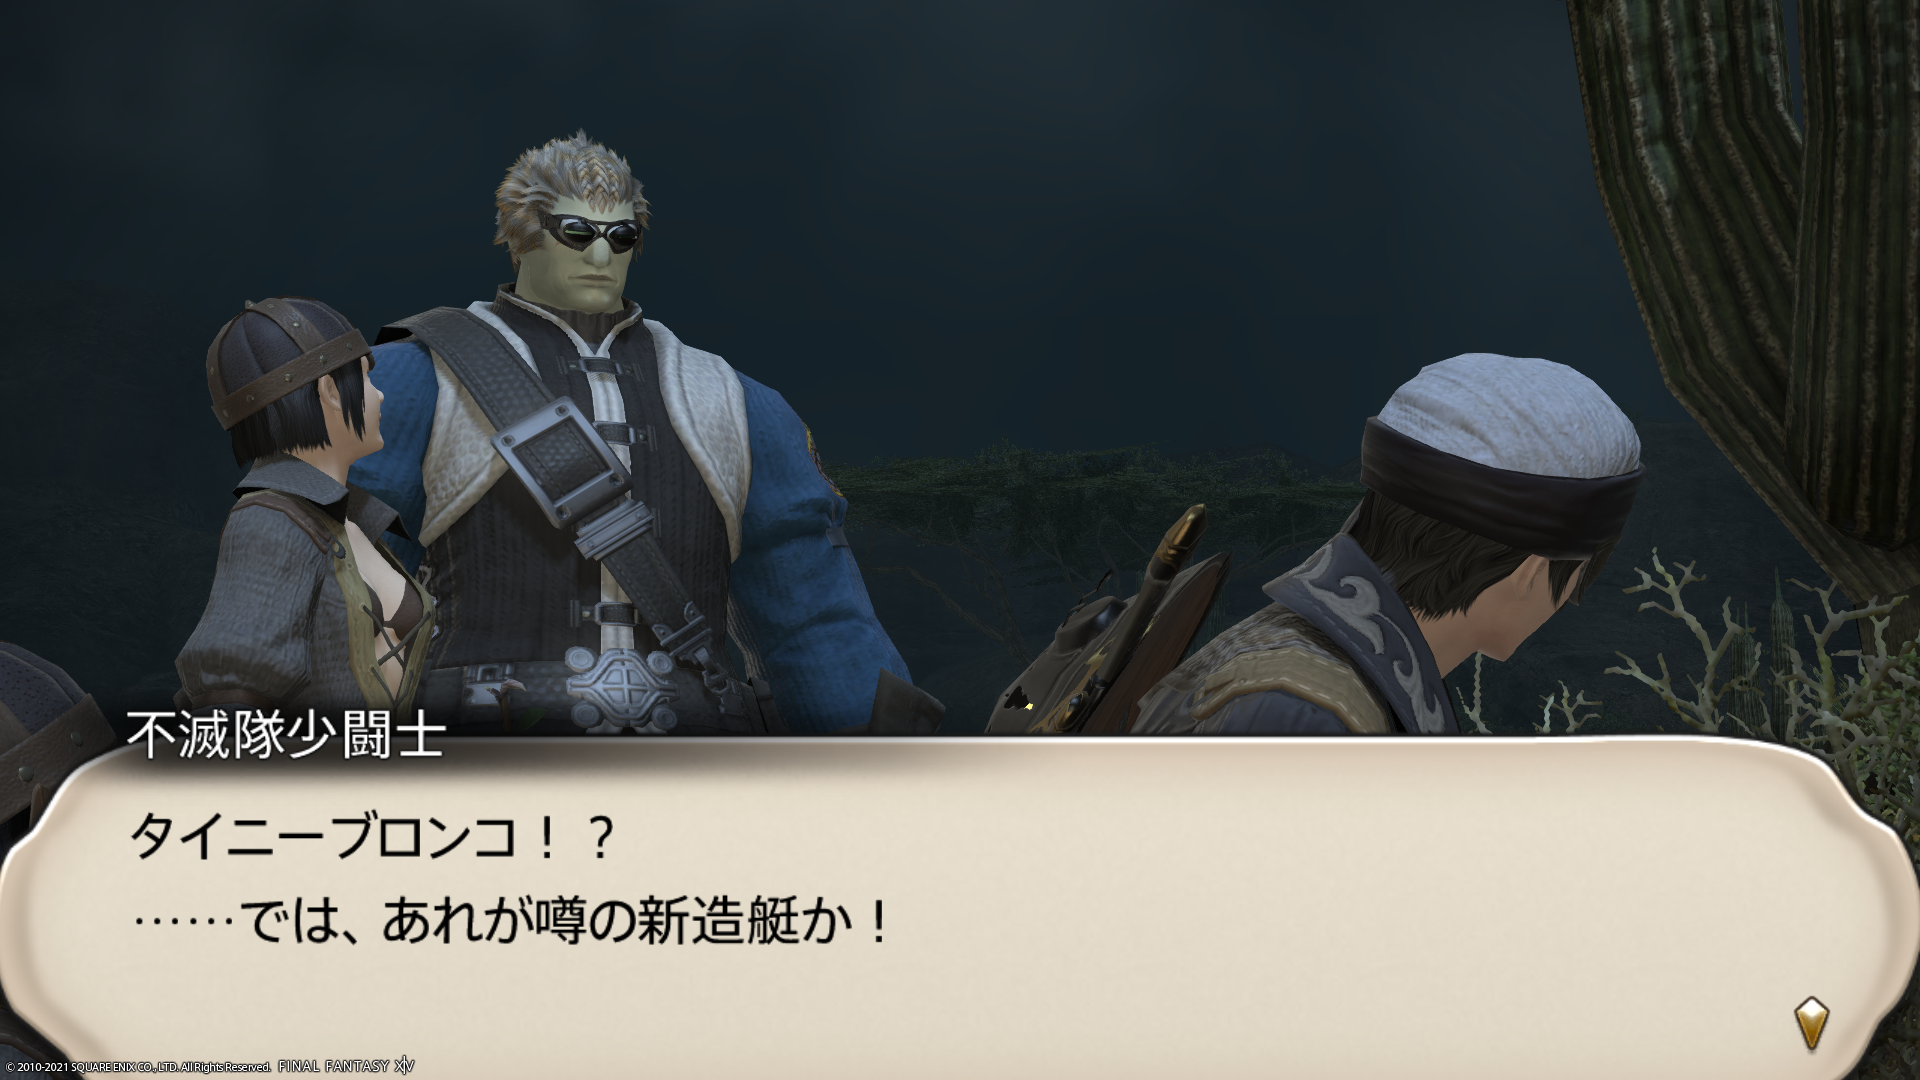 不滅隊少闘士
タイニーブロンコ！？
……では、あれが噂の新造艇か！
© 2010-2021 SQUARE ENIX CO., LTD. All Rights Reserved. FINAL FANTASY XIV